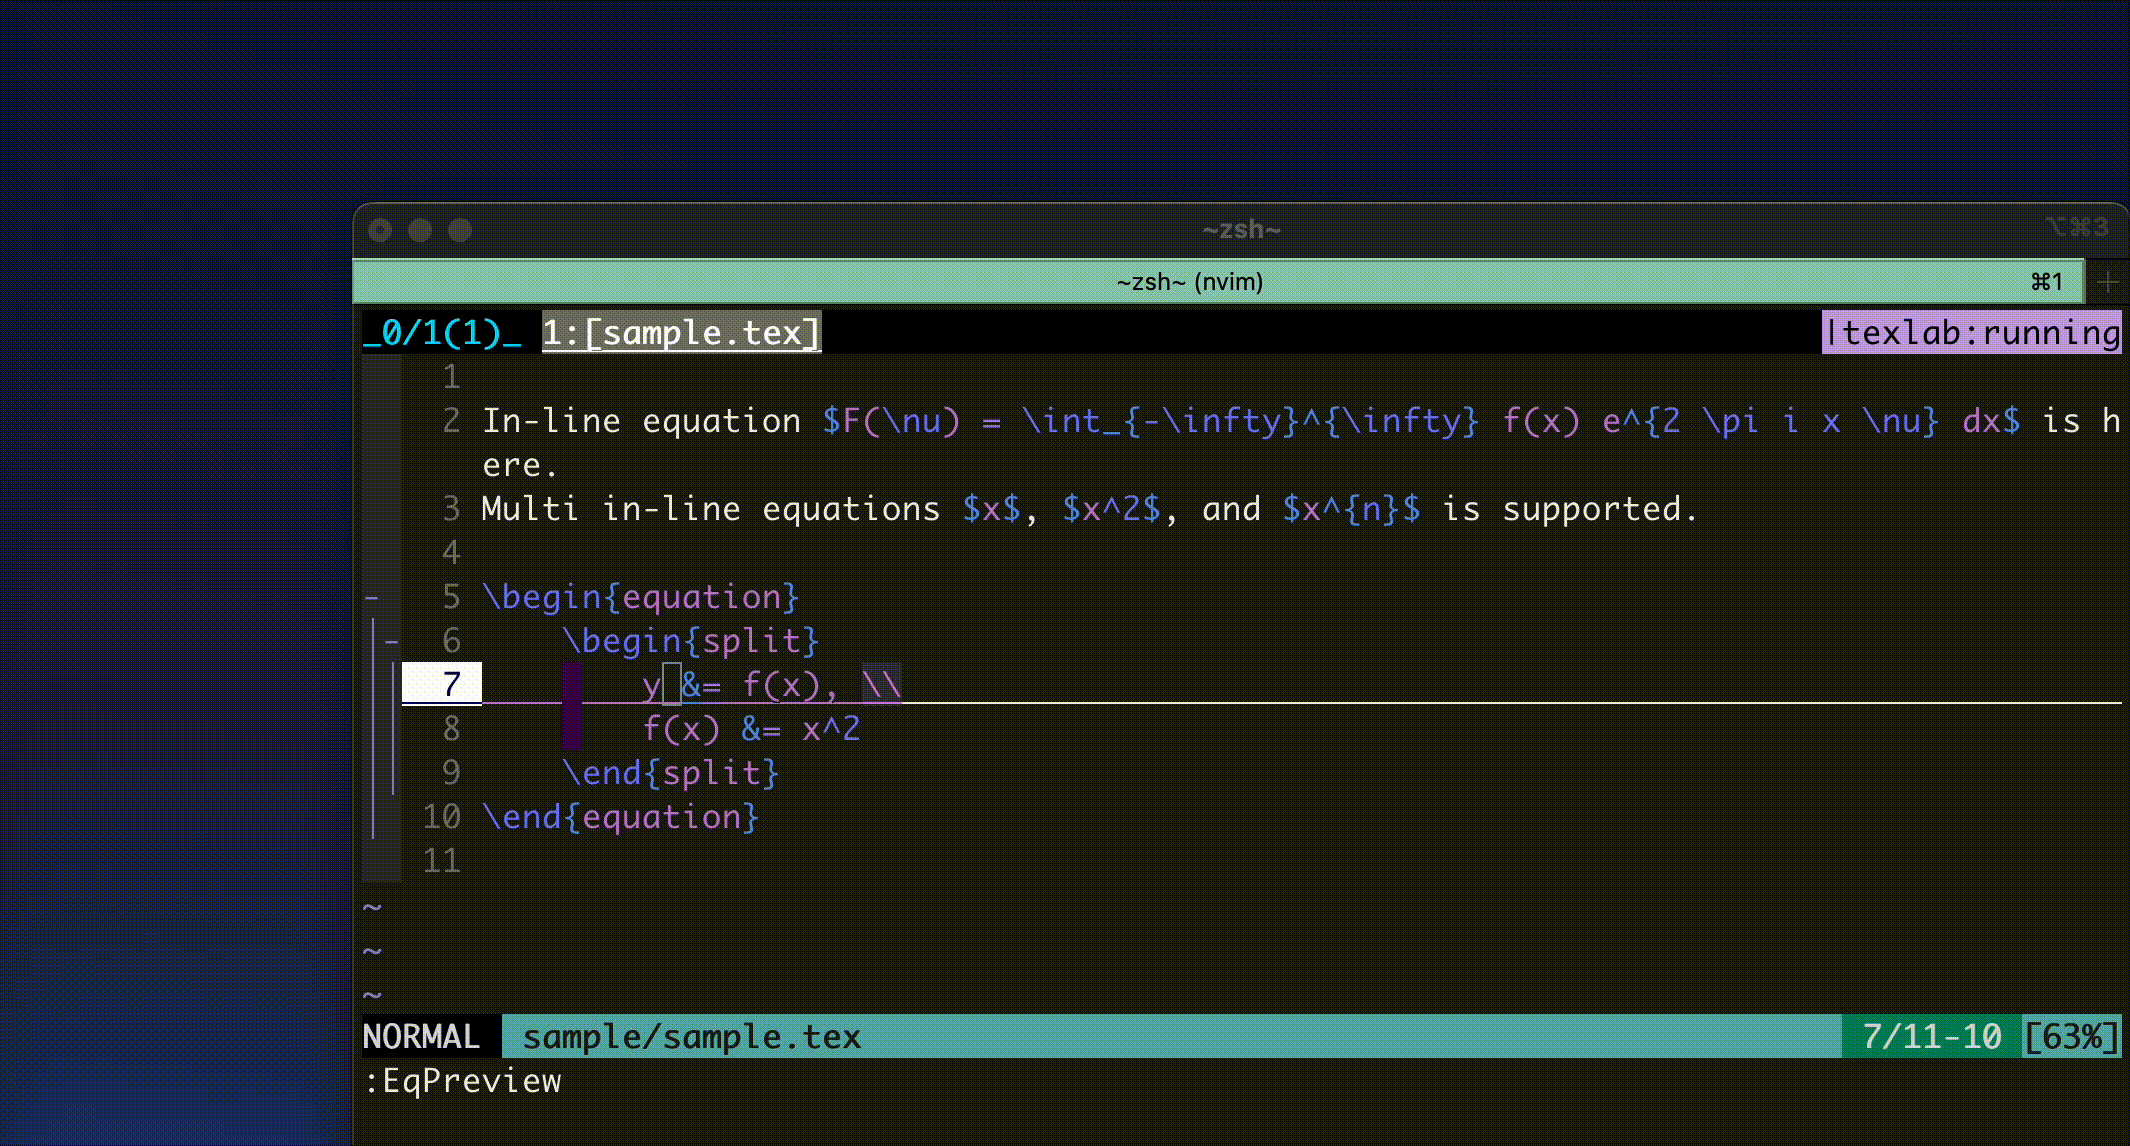 ~zsh~ ⌥⌘3
~zsh~ (nvim) ⌘1 +
_0/1(1)_ 1:[sample.tex] |texlab:running
1
2 In-line equation $F(\nu) = \int_{-\infty}^{\infty} f(x) e^{2 \pi i x \nu} dx$ is h
ere.
3 Multi in-line equations $x$, $x^2$, and $x^{n}$ is supported.
4
- 5 \begin{equation}
- 6 \begin{split}
7 y &= f(x), \\
8 f(x) &= x^2
9 \end{split}
10 \end{equation}
11
~
~
~
NORMAL sample/sample.tex 7/11-10 [63%]
:EqPreview